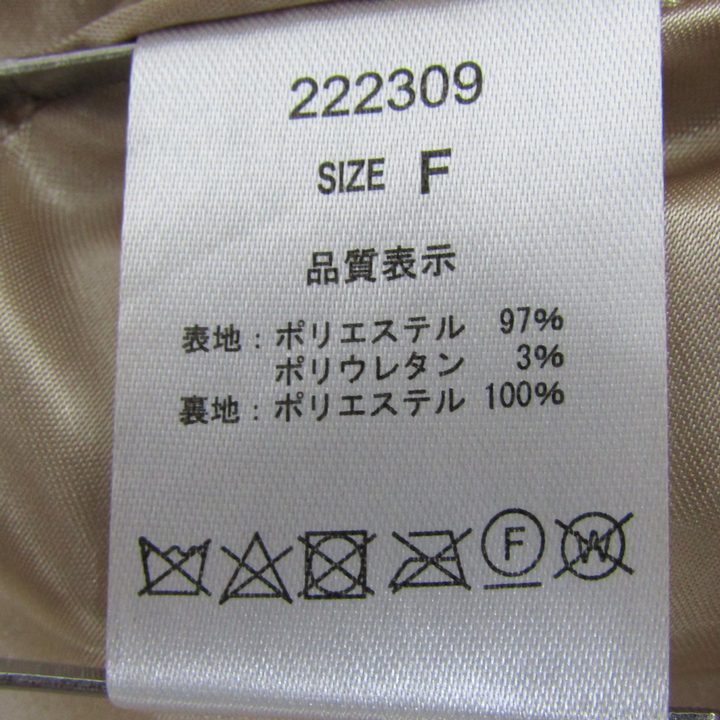 222309
SIZE F
品質表示
表地：ポリエステル 97%
ポリウレタン 3%
裏地：ポリエステル 100%
F W